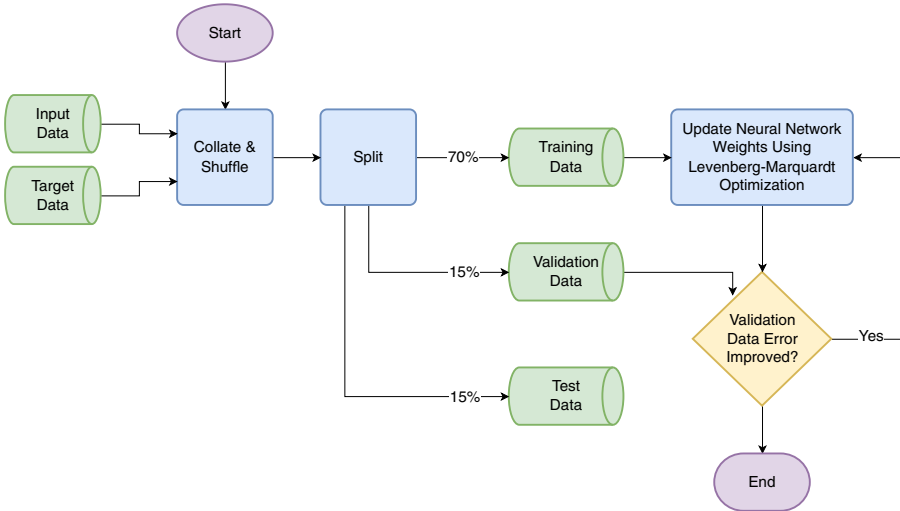 Start
Input
Data
Target
Data
Collate &
Shuffle
Split
70%
Training
Data
Update Neural Network
Weights Using
Levenberg-Marquardt
Optimization
15%
Validation
Data
Validation
Data Error
Improved?
Yes
15%
Test
Data
End